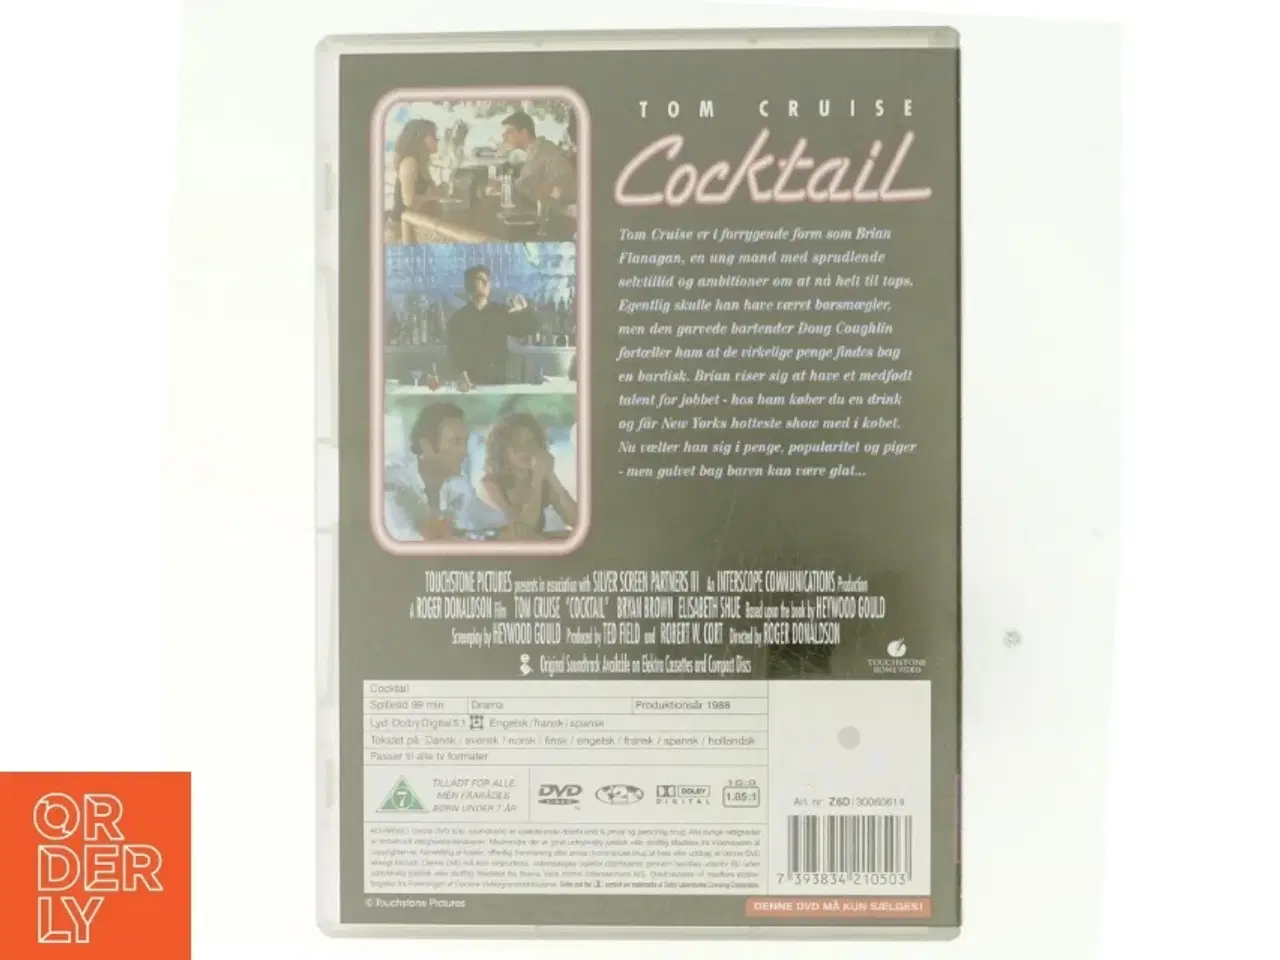 TOM CRUISE
Cocktail
Tom Cruise er i forrygende form som Brian
Flanagan, en ung mand med sprudlende
selvtillid og ambitioner om at nå helt til tops.
Egentlig skulle han have været børsmægler,
men den garvede bartender Doug Coughlin
fortæller ham at de virkelige penge findes bag
en bardisk. Brian viser sig at have et medfødt
talent for jobbet - hos ham køber du en drink
og får New Yorks hotteste show med i købet.
Nu vælter han sig i penge, popularitet og piger
- men gulvet bag baren kan være glat...
TOUCHSTONE PICTURES presents in association with SILVER SCREEN PARTNERS III An INTERSCOPE COMMUNICATIONS Production
A ROGER DONALDSON Film TOM CRUISE "COCKTAIL" BRYAN BROWN ELISABETH SHUE Based upon the book by HEYWOOD GOULD
Screenplay by HEYWOOD GOULD Produced by TED FIELD and ROBERT W. CORT Directed by ROGER DONALDSON
Original Soundtrack Available on Elektra Cassettes and Compact Discs
TOUCHSTONE
HOME VIDEO
Cocktail
Spilletid 99 min Drama Produktionsår 1988
Lyd: Dolby Digital 5.1 Engelsk / fransk / spansk
Tekstet på: Dansk / svensk / norsk / finsk / engelsk / fransk / spansk / hollandsk
Passer til alle tv formater
7
TILLADT FOR ALLE,
MEN FRARÅDES
BØRN UNDER 7 ÅR
DVD
VIDEO
DOLBY
DIGITAL
16:9
1.85:1
Art. nr. Z6D/30060614
7 393834 210503
© Touchstone Pictures
DENNE DVD MÅ KUN SÆLGES!
OR
DER
LY